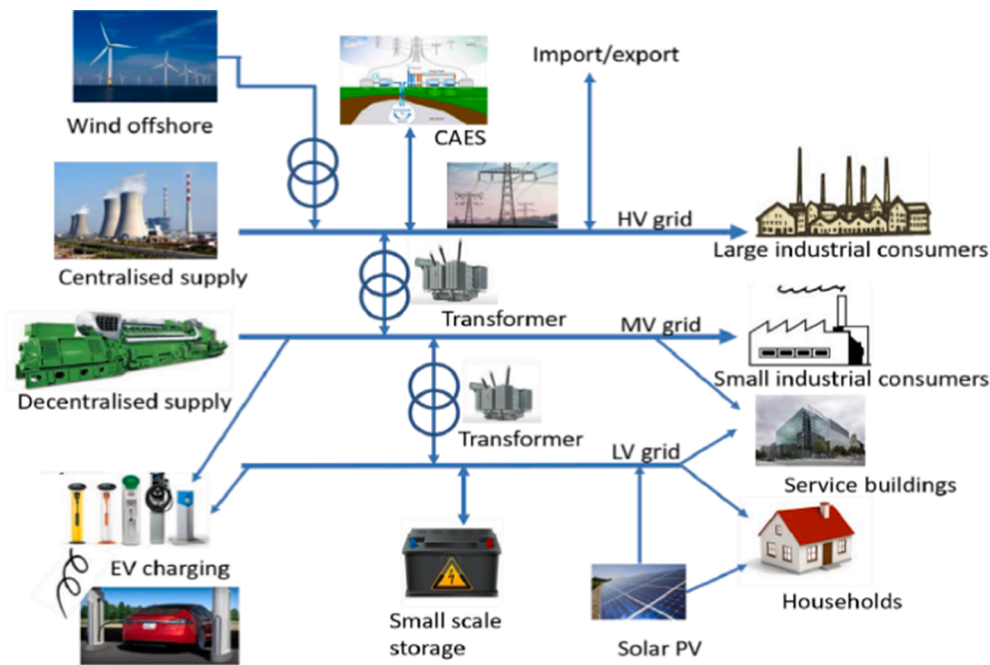 Import/export
Wind offshore
CAES
HV grid
Large industrial consumers
Centralised supply
Transformer
MV grid
Small industrial consumers
Decentralised supply
Transformer
LV grid
Service buildings
EV charging
Households
Small scale
storage
Solar PV